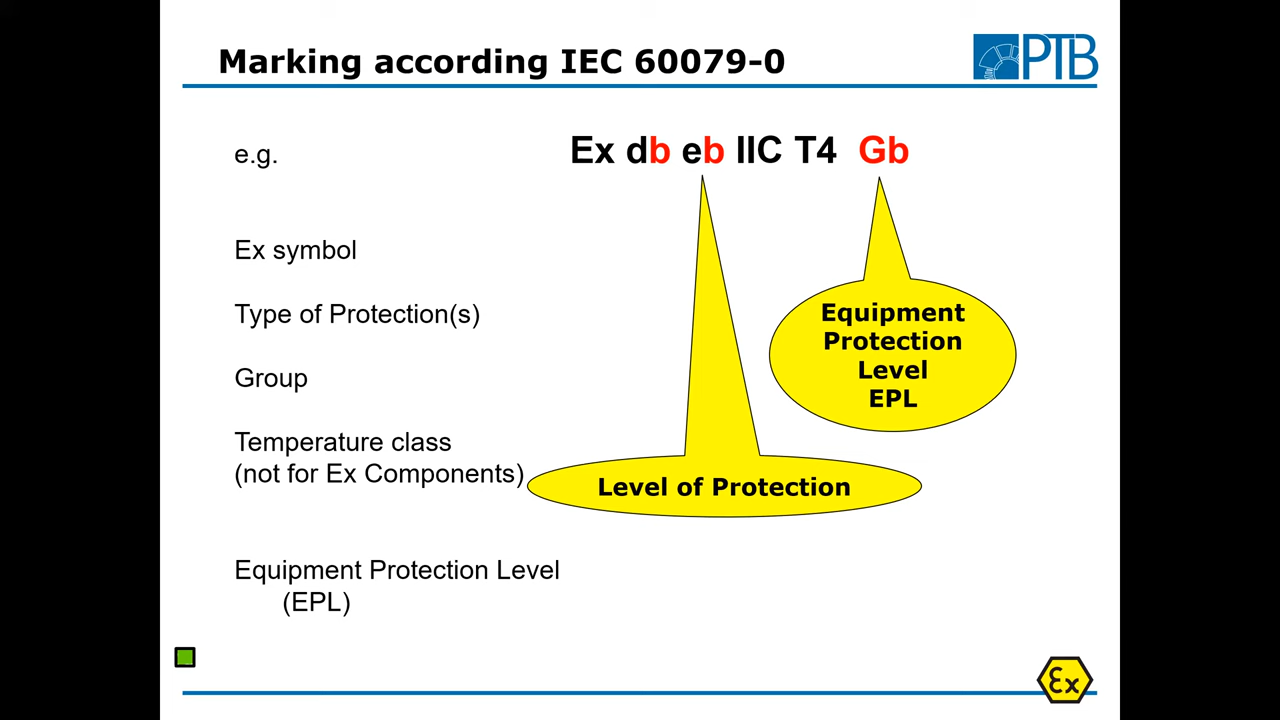 Marking according IEC 60079-0
PTB
e.g.
Ex db eb IIC T4 Gb
Ex symbol
Type of Protection(s)
Group
Temperature class
(not for Ex Components)
Equipment Protection Level
(EPL)
Equipment
Protection
Level
EPL
Level of Protection
Ex